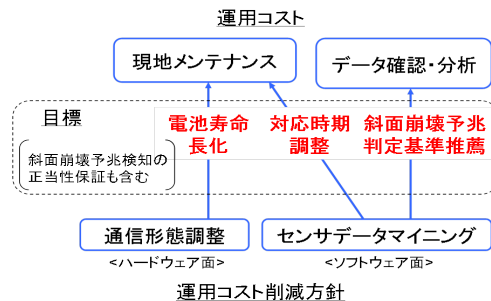 運用コスト
現地メンテナンス
データ確認・分析
目標
斜面崩壊予兆検知の
正当性保証も含む
電池寿命
長化
対応時期
調整
斜面崩壊予兆
判定基準推薦
通信形態調整
センサデータマイニング
<ハードウェア面>
<ソフトウェア面>
運用コスト削減方針